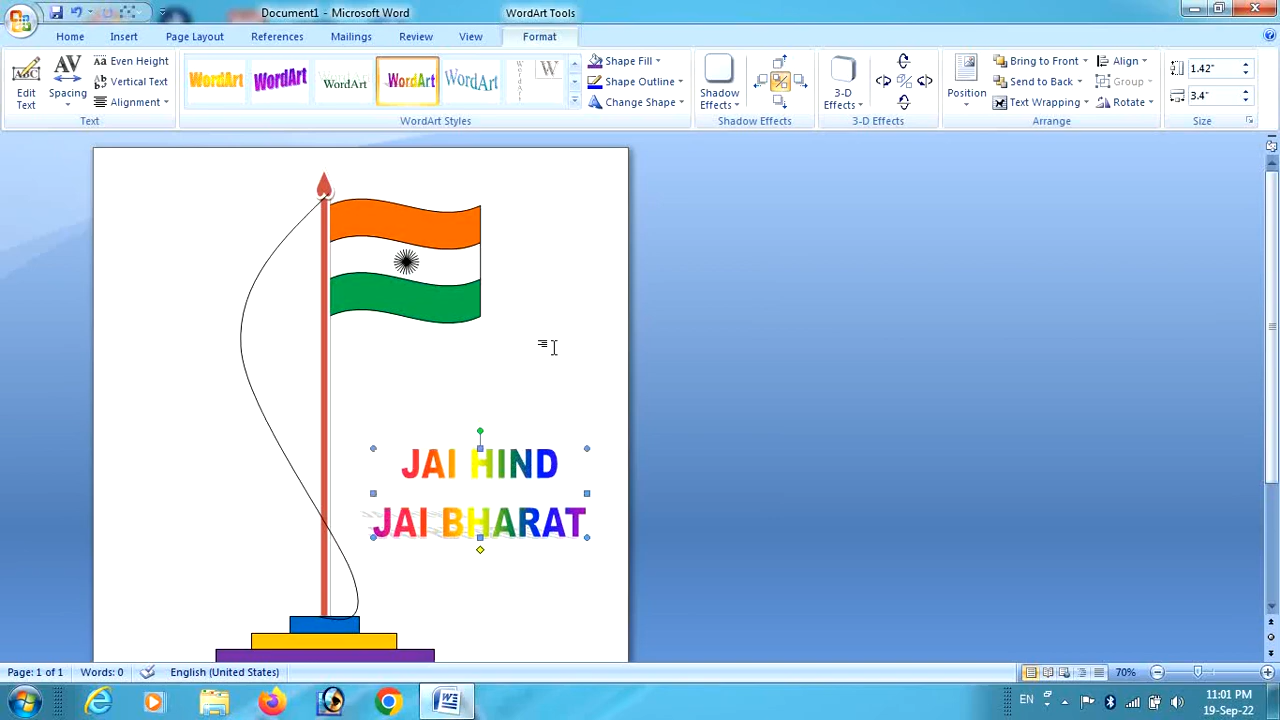 Document1 - Microsoft Word
WordArt Tools
Home
Insert
Page Layout
References
Mailings
Review
View
Format
Edit Text
Spacing
Even Height
Vertical Text
Alignment
Text
WordArt
WordArt
WordArt
WordArt
WordArt
WordArt
W
WordArt Styles
Shape Fill
Shape Outline
Change Shape
Shadow Effects
Shadow Effects
3-D Effects
3-D Effects
Position
Bring to Front
Send to Back
Text Wrapping
Align
Group
Rotate
Arrange
1.42"
3.4"
Size
JAI HIND
JAI BHARAT
Page: 1 of 1
Words: 0
English (United States)
70%
EN
11:01 PM
19-Sep-22